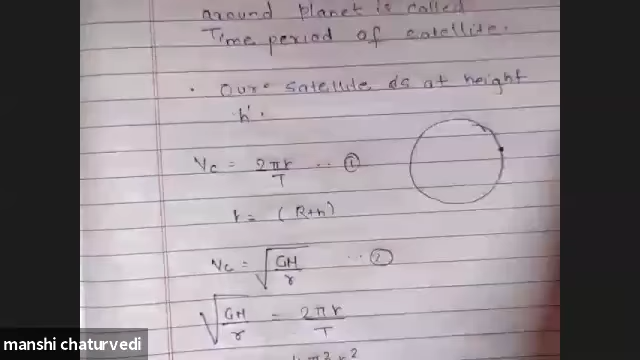 around planet is called
Time period of satellite.
• Our satellite is at height
'h'.
Vc = 2πr/T ... ①
r = (R+h)
Vc = √(GM/r) ... ②
√(GM/r) = 2πr/T
manshi chaturvedi